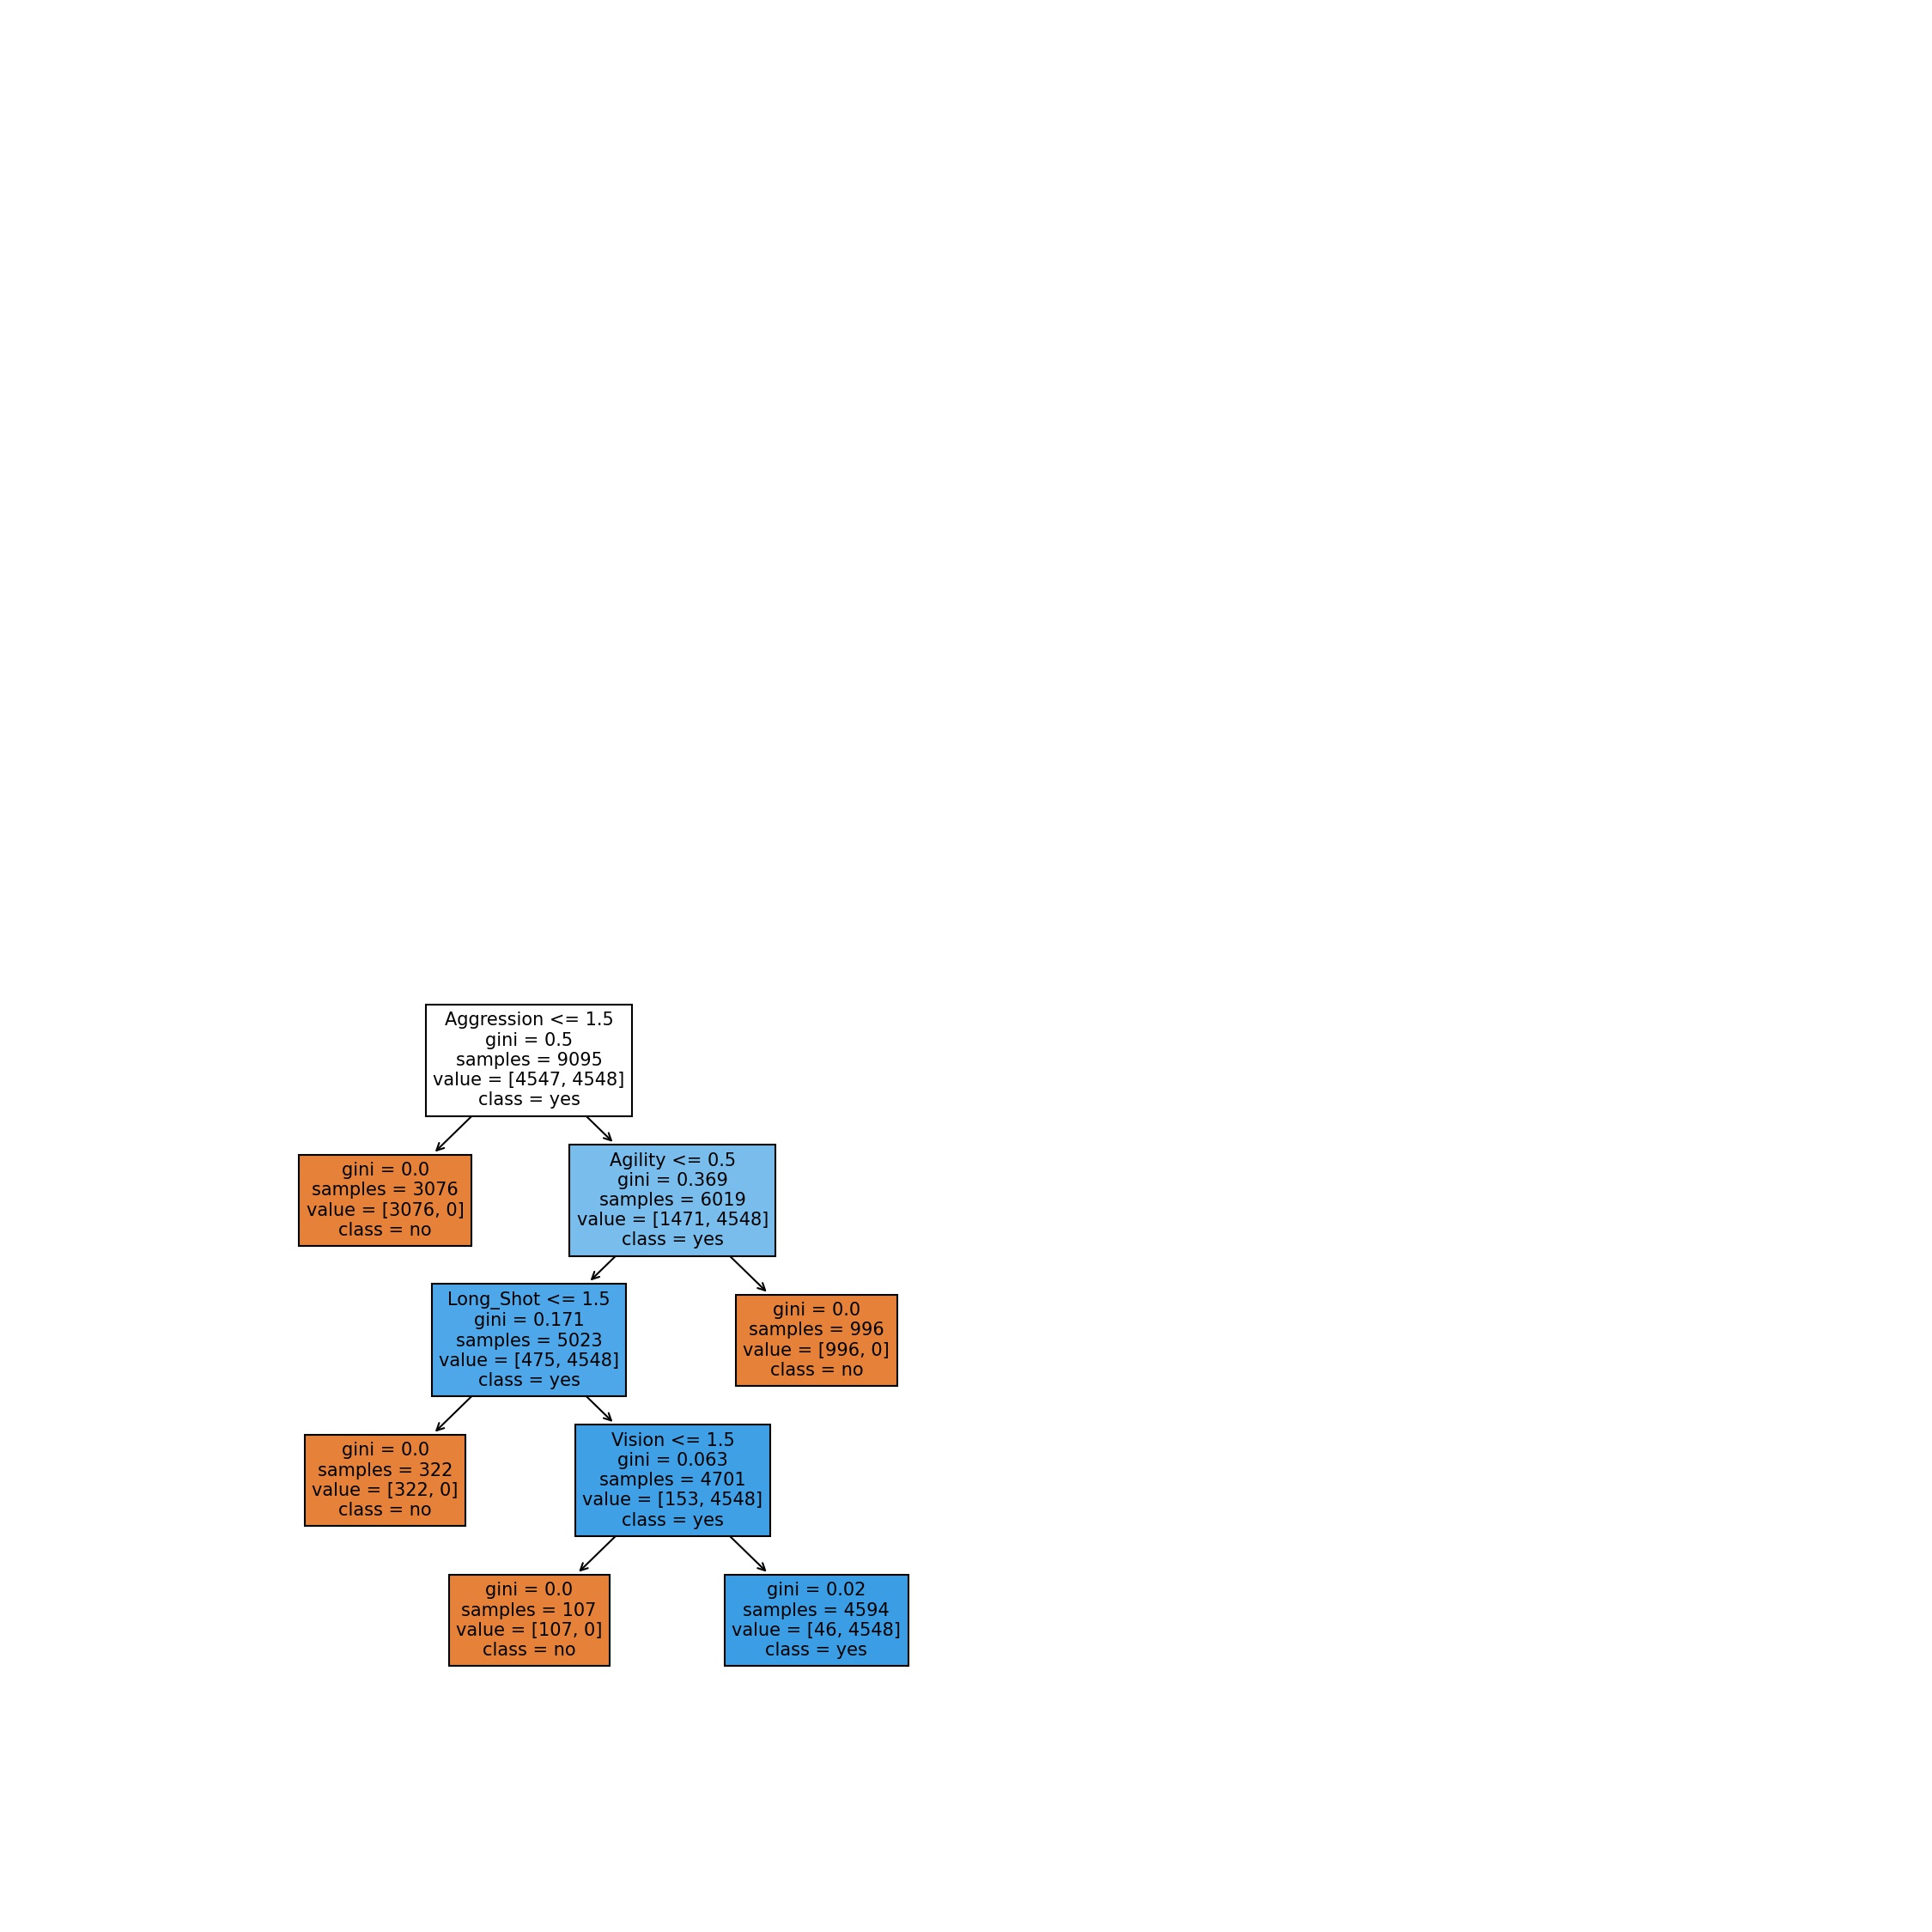 Aggression <= 1.5
gini = 0.5
samples = 9095
value = [4547, 4548]
class = yes
gini = 0.0
samples = 3076
value = [3076, 0]
class = no
Agility <= 0.5
gini = 0.369
samples = 6019
value = [1471, 4548]
class = yes
Long_Shot <= 1.5
gini = 0.171
samples = 5023
value = [475, 4548]
class = yes
gini = 0.0
samples = 996
value = [996, 0]
class = no
gini = 0.0
samples = 322
value = [322, 0]
class = no
Vision <= 1.5
gini = 0.063
samples = 4701
value = [153, 4548]
class = yes
gini = 0.0
samples = 107
value = [107, 0]
class = no
gini = 0.02
samples = 4594
value = [46, 4548]
class = yes